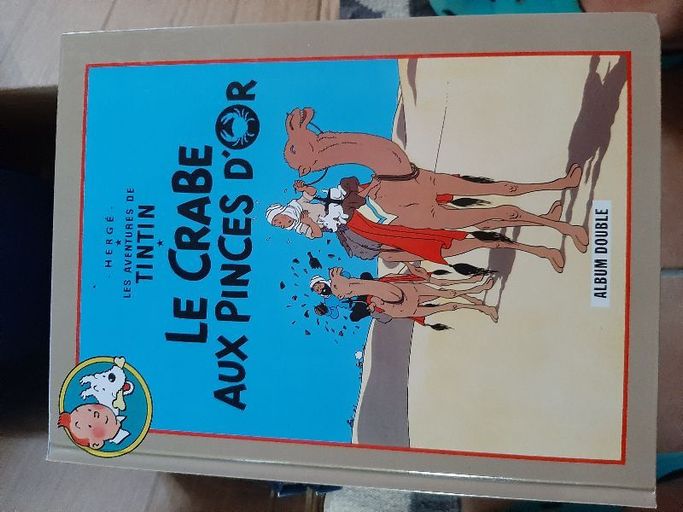 HERGÉ
★
LES AVENTURES DE
TINTIN
★
LE CRABE
AUX PINCES D'OR
ALBUM DOUBLE